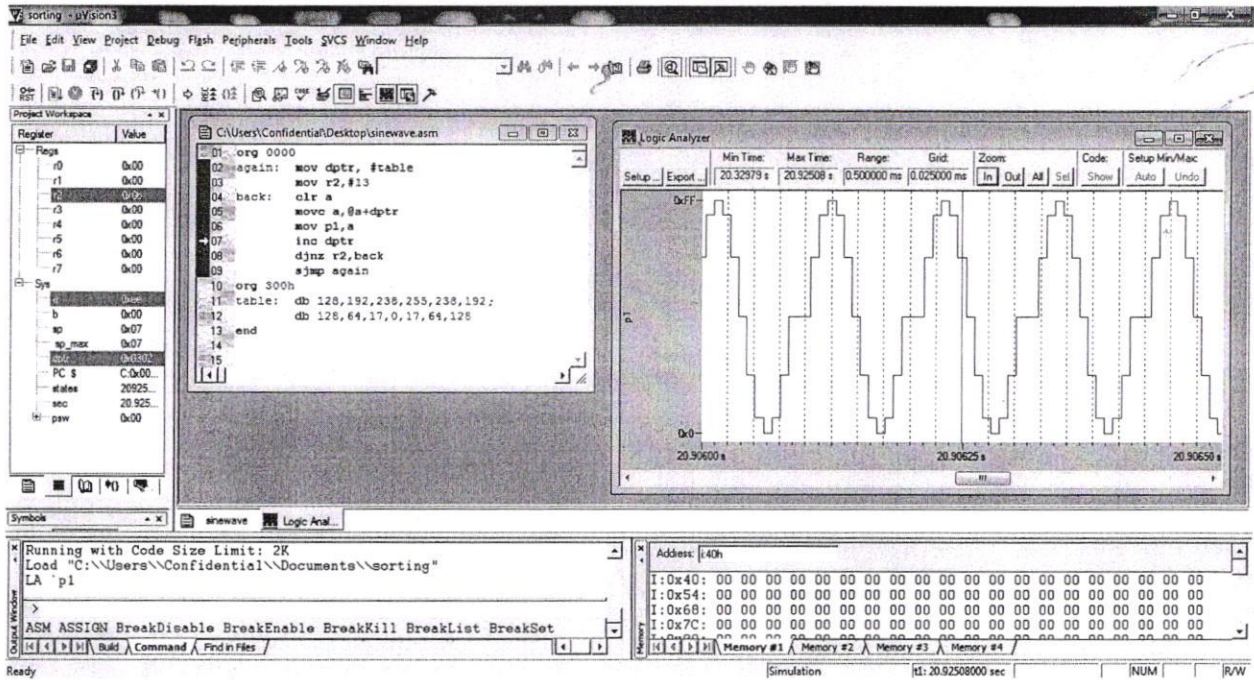 sorting - µVision3
File Edit View Project Debug Flash Peripherals Tools SVCS Window Help
Project Workspace
Register Value
Regs
r0 0x00
r1 0x00
r2
r3 0x00
r4 0x00
r5 0x00
r6 0x00
r7 0x00
Sys
a
b 0x00
sp 0x07
sp_max 0x07
dptr 0x0302
PC $ C:0x00...
states 20925...
sec 20.925...
psw 0x00
C:\Users\Confidential\Desktop\sinewave.asm
01 org 0000
02 again: mov dptr, #table
03 mov r2,#13
04 back: clr a
05 movc a,@a+dptr
06 mov p1,a
07 inc dptr
08 djnz r2,back
09 sjmp again
10 org 300h
11 table: db 128,192,238,255,238,192;
12 db 128,64,17,0,17,64,128
13 end
14
15
Logic Analyzer
Min Time: Max Time: Range: Grid: Zoom: Code: Setup Min/Max:
Setup... Export... 20.32979 s 20.92508 s 0.500000 ms 0.025000 ms In Out All Sel Show Auto Undo
0xFF
p1
0x0
20.90600 s 20.90625 s 20.90650 s
Symbols
sinewave Logic Anal...
Running with Code Size Limit: 2K
Load "C:\\Users\\Confidential\\Documents\\sorting"
LA `p1
>
ASM ASSIGN BreakDisable BreakEnable BreakKill BreakList BreakSet
Output Window
Build Command Find in Files
Address: i:40h
I:0x40: 00 00 00 00 00 00 00 00 00 00 00 00 00 00 00 00 00 00 00 00
I:0x54: 00 00 00 00 00 00 00 00 00 00 00 00 00 00 00 00 00 00 00 00
I:0x68: 00 00 00 00 00 00 00 00 00 00 00 00 00 00 00 00 00 00 00 00
I:0x7C: 00 00 00 00 00 00 00 00 00 00 00 00 00 00 00 00 00 00 00 00
Memory
Memory #1 Memory #2 Memory #3 Memory #4
Ready Simulation t1: 20.92508000 sec NUM R/W